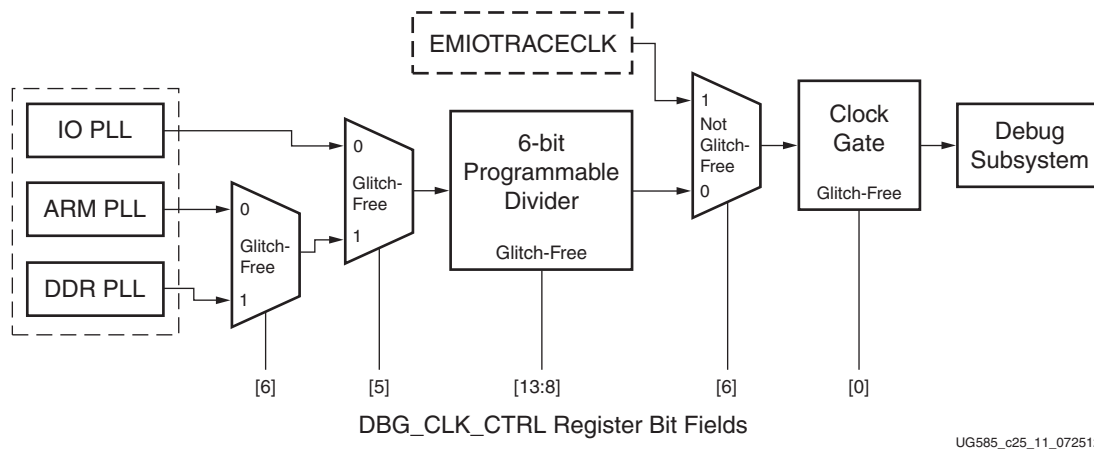 EMIOTRACECLK
IO PLL
ARM PLL
DDR PLL
0
Glitch-
Free
1
0
Glitch-
Free
1
6-bit
Programmable
Divider
Glitch-Free
1
Not
Glitch-
Free
0
Clock
Gate
Glitch-Free
Debug
Subsystem
[6]
[5]
[13:8]
[6]
[0]
DBG_CLK_CTRL Register Bit Fields